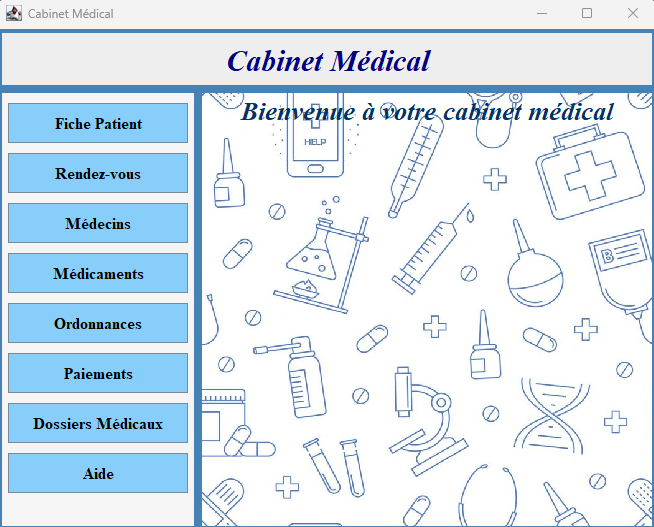 Cabinet Médical
Cabinet Médical
Fiche Patient
Rendez-vous
Médecins
Médicaments
Ordonnances
Paiements
Dossiers Médicaux
Aide
Bienvenue à votre cabinet médical
HELP
B